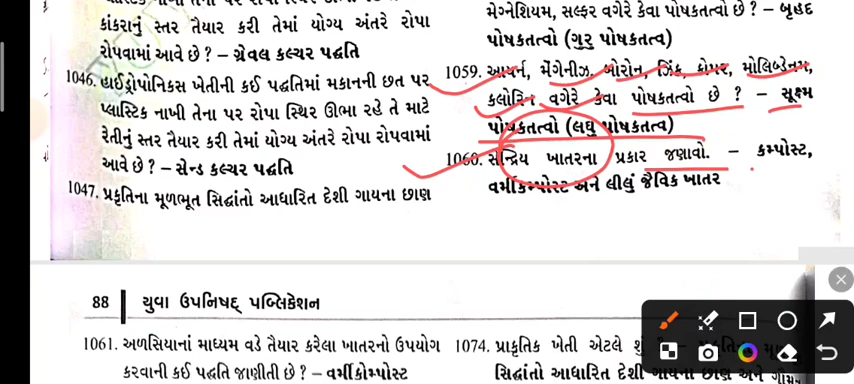 કાંકરાનું સ્તર તૈયાર કરી તેમાં યોગ્ય અંતરે રોપા
રોપવામાં આવે છે? – ગ્રેવલ કલ્ચર પદ્ધતિ
1046. હાઈડ્રોપોનિકસ ખેતીની કઈ પદ્ધતિમાં મકાનની છત પર
પ્લાસ્ટિક નાખી તેના પર રોપા સ્થિર ઊભા રહે તે માટે
રેતીનું સ્તર તૈયાર કરી તેમાં યોગ્ય અંતરે રોપા રોપવામાં
આવે છે? – સેન્ડ કલ્ચર પદ્ધતિ
1047. પ્રકૃતિના મૂળભૂત સિદ્ધાંતો આધારિત દેશી ગાયના છાણ
મેગ્નેશિયમ, સલ્ફર વગેરે કેવા પોષકતત્વો છે? – બૃહદ
પોષકતત્વો (ગુરુ પોષકતત્વ)
1059. આયર્ન, મેંગેનીઝ, બોરોન, ઝિંક, કોપર, મોલિબ્ડેનમ,
કલોરિન વગેરે કેવા પોષકતત્વો છે ? – સૂક્ષ્મ
પોષકતત્વો (લઘુ પોષકતત્વ)
1060. સેન્દ્રિય ખાતરના પ્રકાર જણાવો. – કમ્પોસ્ટ,
વર્મીકમ્પોસ્ટ અને લીલું જૈવિક ખાતર
88 યુવા ઉપનિષદ્ પબ્લિકેશન
1061. અળસિયાનાં માધ્યમ વડે તૈયાર કરેલા ખાતરનો ઉપયોગ
કરવાની કઈ પદ્ધતિ જાણીતી છે? – વર્મીકોમ્પોસ્ટ
1074. પ્રાકૃતિક ખેતી એટલે શું
સિદ્ધાંતો આધારિત દેશી ગાયના છાણ અને ગૌમૂ